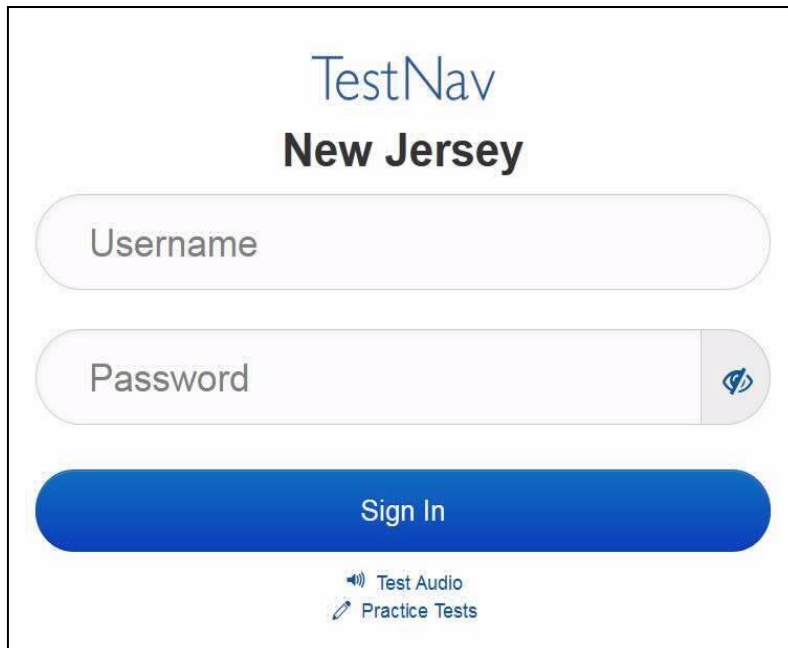 TestNav
New Jersey
Username
Password
Sign In
Test Audio
Practice Tests